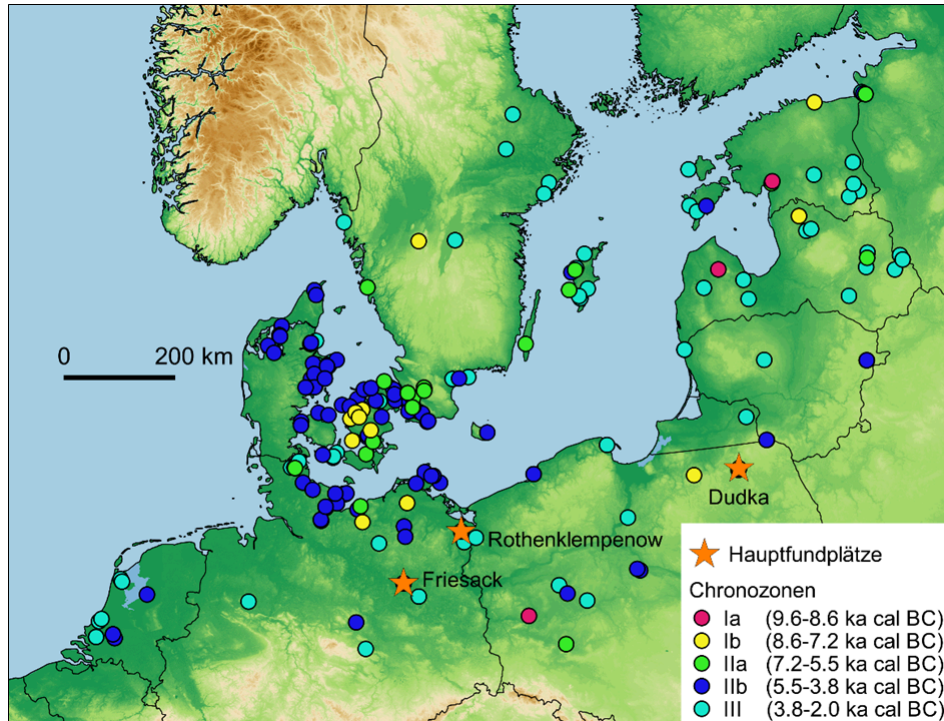 0 200 km
Dudka
Rothenklempenow
Friesack
Hauptfundplätze
Chronozonen
Ia (9.6-8.6 ka cal BC)
Ib (8.6-7.2 ka cal BC)
IIa (7.2-5.5 ka cal BC)
IIb (5.5-3.8 ka cal BC)
III (3.8-2.0 ka cal BC)